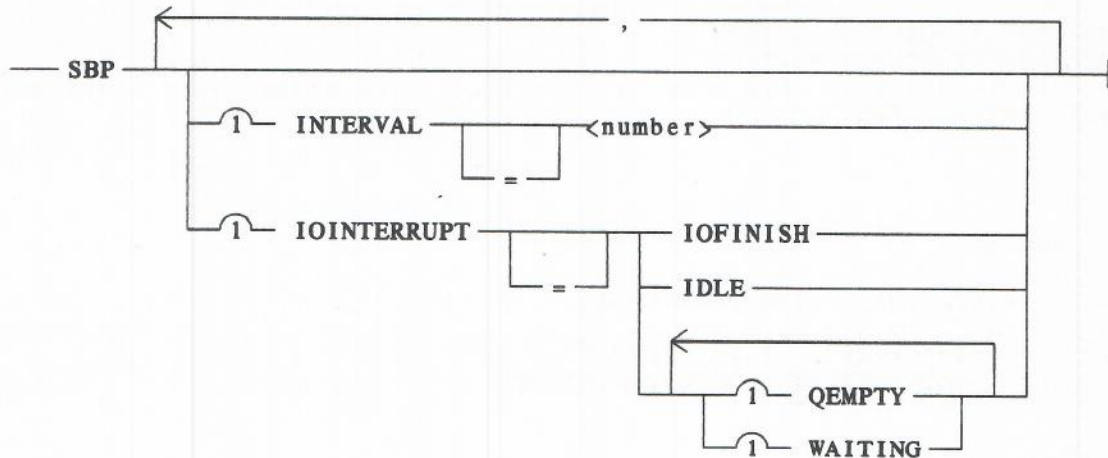 ,
SBP
1 INTERVAL <number>
=
1 IOINTERRUPT IOFINISH
= IDLE
1 QEMPTY
1 WAITING